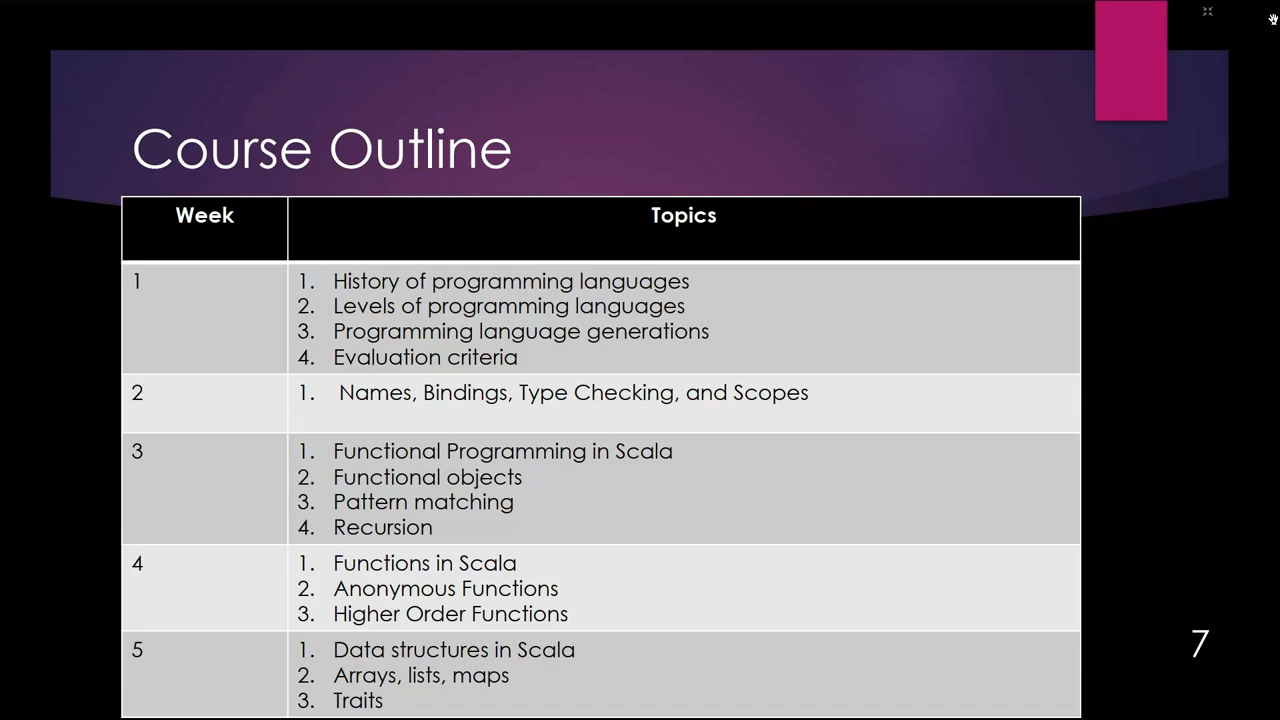 Course Outline
Week Topics
1 1. History of programming languages
2. Levels of programming languages
3. Programming language generations
4. Evaluation criteria
2 1. Names, Bindings, Type Checking, and Scopes
3 1. Functional Programming in Scala
2. Functional objects
3. Pattern matching
4. Recursion
4 1. Functions in Scala
2. Anonymous Functions
3. Higher Order Functions
5 1. Data structures in Scala
2. Arrays, lists, maps
3. Traits
7